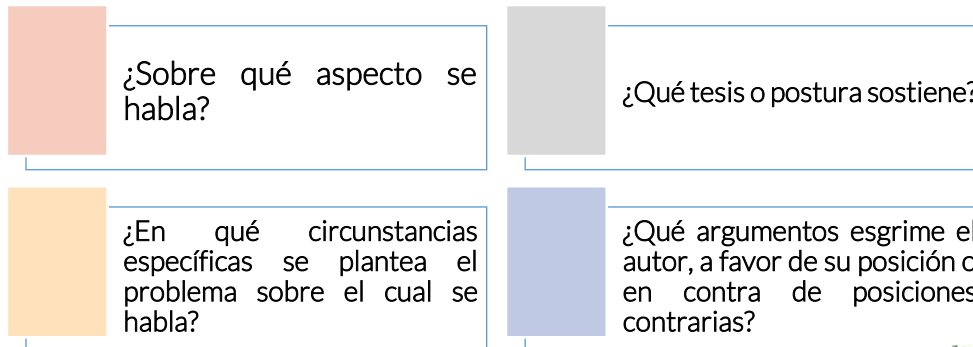 ¿Sobre qué aspecto se
habla?
¿Qué tesis o postura sostiene?
¿En qué circunstancias
específicas se plantea el
problema sobre el cual se
habla?
¿Qué argumentos esgrime el
autor, a favor de su posición o
en contra de posiciones
contrarias?